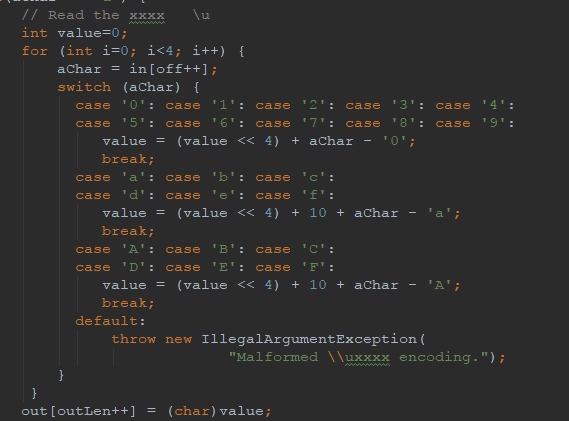 // Read the xxxx   \u
int value=0;
for (int i=0; i<4; i++) {
    aChar = in[off++];
    switch (aChar) {
      case '0': case '1': case '2': case '3': case '4':
      case '5': case '6': case '7': case '8': case '9':
         value = (value << 4) + aChar - '0';
         break;
      case 'a': case 'b': case 'c':
      case 'd': case 'e': case 'f':
         value = (value << 4) + 10 + aChar - 'a';
         break;
      case 'A': case 'B': case 'C':
      case 'D': case 'E': case 'F':
         value = (value << 4) + 10 + aChar - 'A';
         break;
      default:
          throw new IllegalArgumentException(
                       "Malformed \\uxxxx encoding.");
    }
 }
out[outLen++] = (char)value;